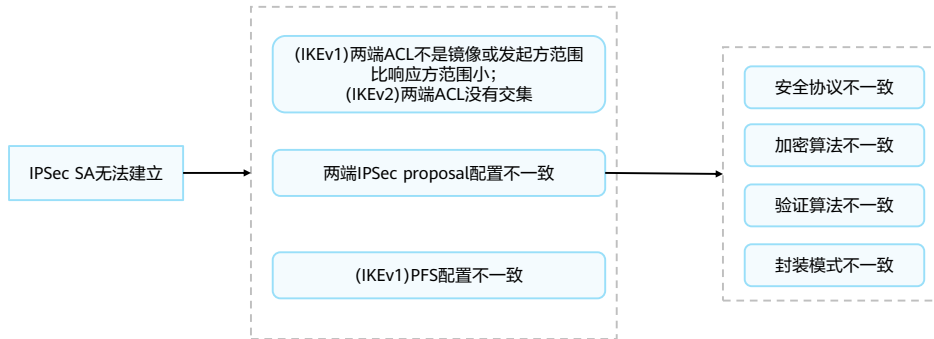 IPSec SA无法建立
(IKEv1)两端ACL不是镜像或发起方范围
比响应方范围小；
(IKEv2)两端ACL没有交集
两端IPSec proposal配置不一致
(IKEv1)PFS配置不一致
安全协议不一致
加密算法不一致
验证算法不一致
封装模式不一致